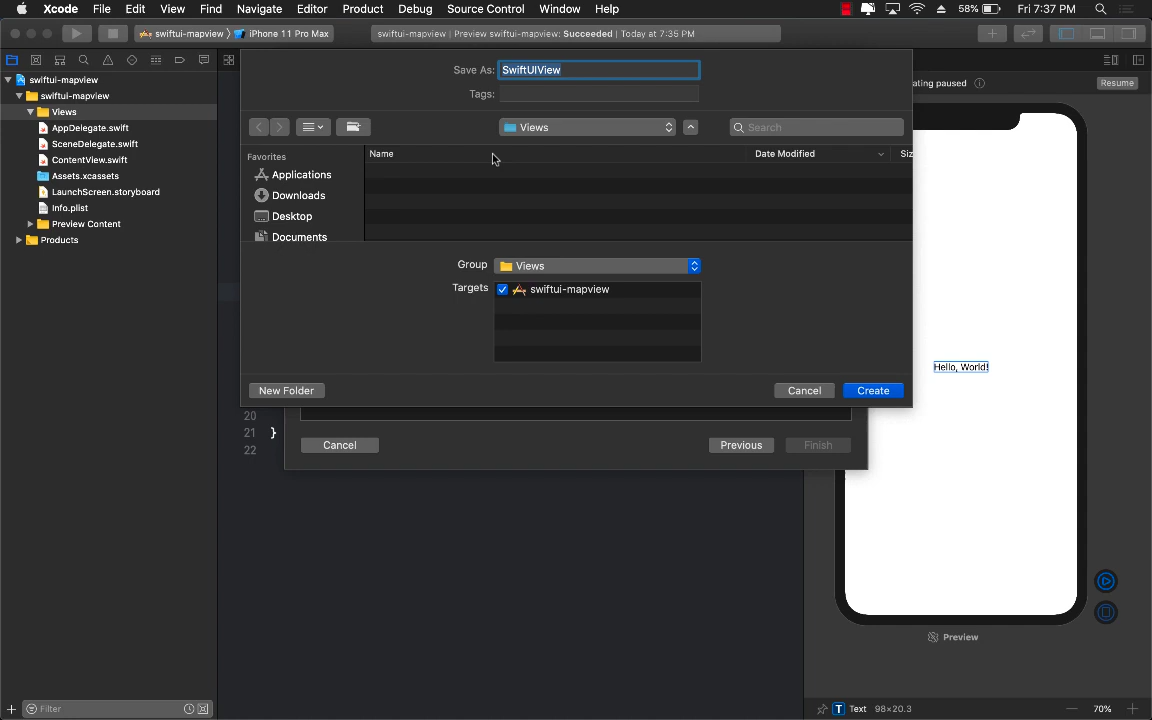 Xcode File Edit View Find Navigate Editor Product Debug Source Control Window Help 58% Fri 7:37 PM
swiftui-mapview iPhone 11 Pro Max swiftui-mapview | Preview swiftui-mapview: Succeeded | Today at 7:35 PM
swiftui-mapview
swiftui-mapview
Views
AppDelegate.swift
SceneDelegate.swift
ContentView.swift
Assets.xcassets
LaunchScreen.storyboard
Info.plist
Preview Content
Products
Filter
Save As: SwiftUIView
Tags:
Views
Search
Favorites
Applications
Downloads
Desktop
Documents
Name Date Modified Siz
Group Views
Targets swiftui-mapview
New Folder Cancel Create
20
21 }
22
Cancel Previous Finish
ating paused Resume
Hello, World!
Preview
Text 98×20.3 70%